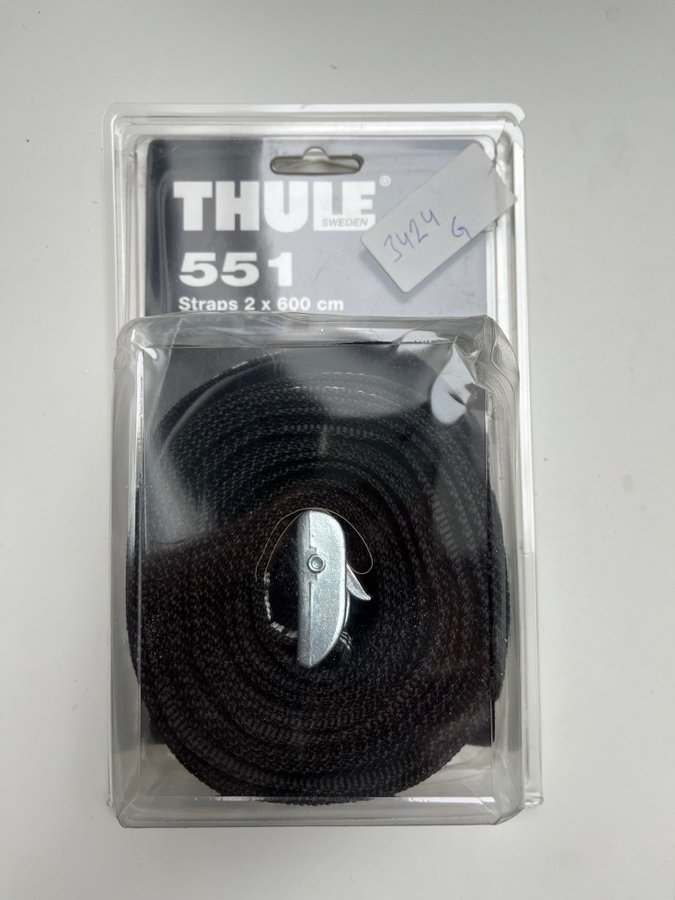 THULE®
SWEDEN
3424
G
551
Straps 2 x 600 cm